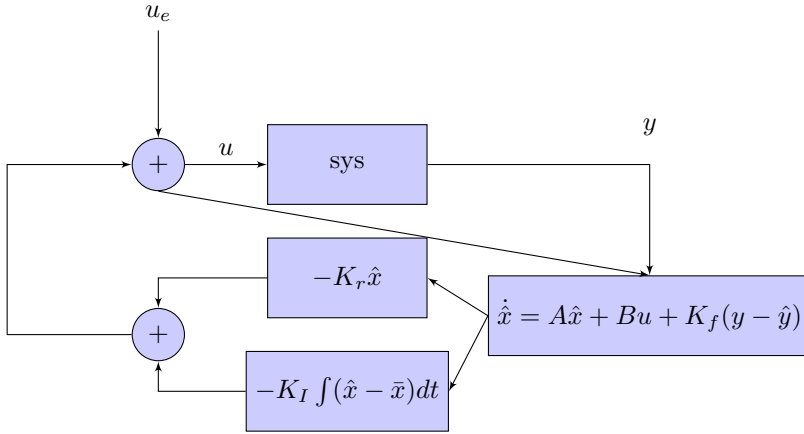 u_e
y
+
u
sys
−K_r x̂
ẋ̂ = Ax̂ + Bu + K_f(y − ŷ)
+
−K_I ∫(x̂ − x̄)dt